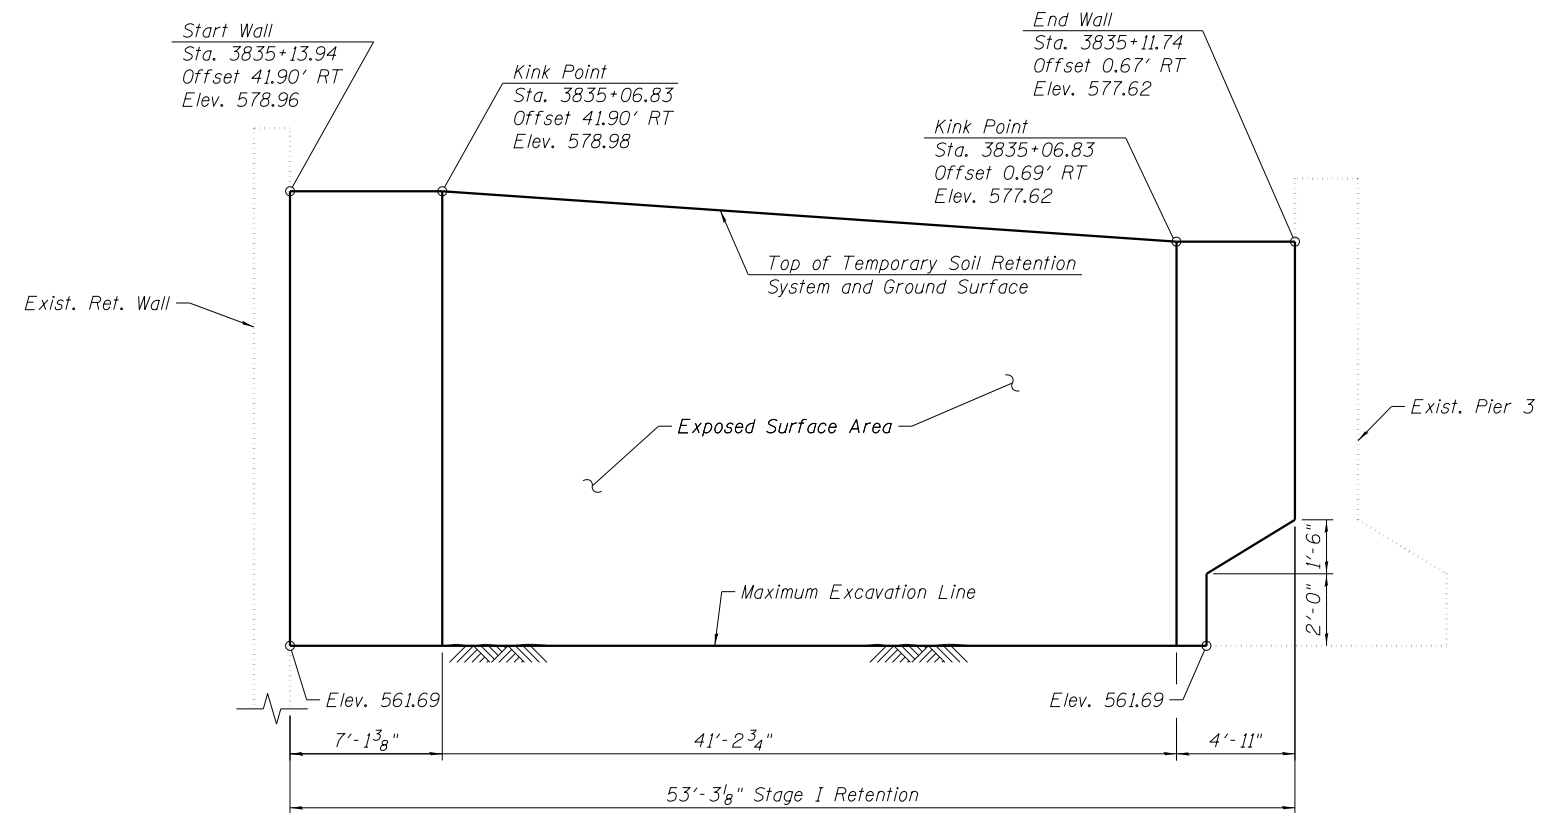 Start Wall
Sta. 3835+13.94
Offset 41.90' RT
Elev. 578.96
Kink Point
Sta. 3835+06.83
Offset 41.90' RT
Elev. 578.98
End Wall
Sta. 3835+11.74
Offset 0.67' RT
Elev. 577.62
Kink Point
Sta. 3835+06.83
Offset 0.69' RT
Elev. 577.62
Top of Temporary Soil Retention
System and Ground Surface
Exist. Ret. Wall
Exposed Surface Area
Exist. Pier 3
1'-6"
2'-0"
Maximum Excavation Line
Elev. 561.69
Elev. 561.69
7'-1 3/8"
41'-2 3/4"
4'-11"
53'-3 1/8" Stage I Retention